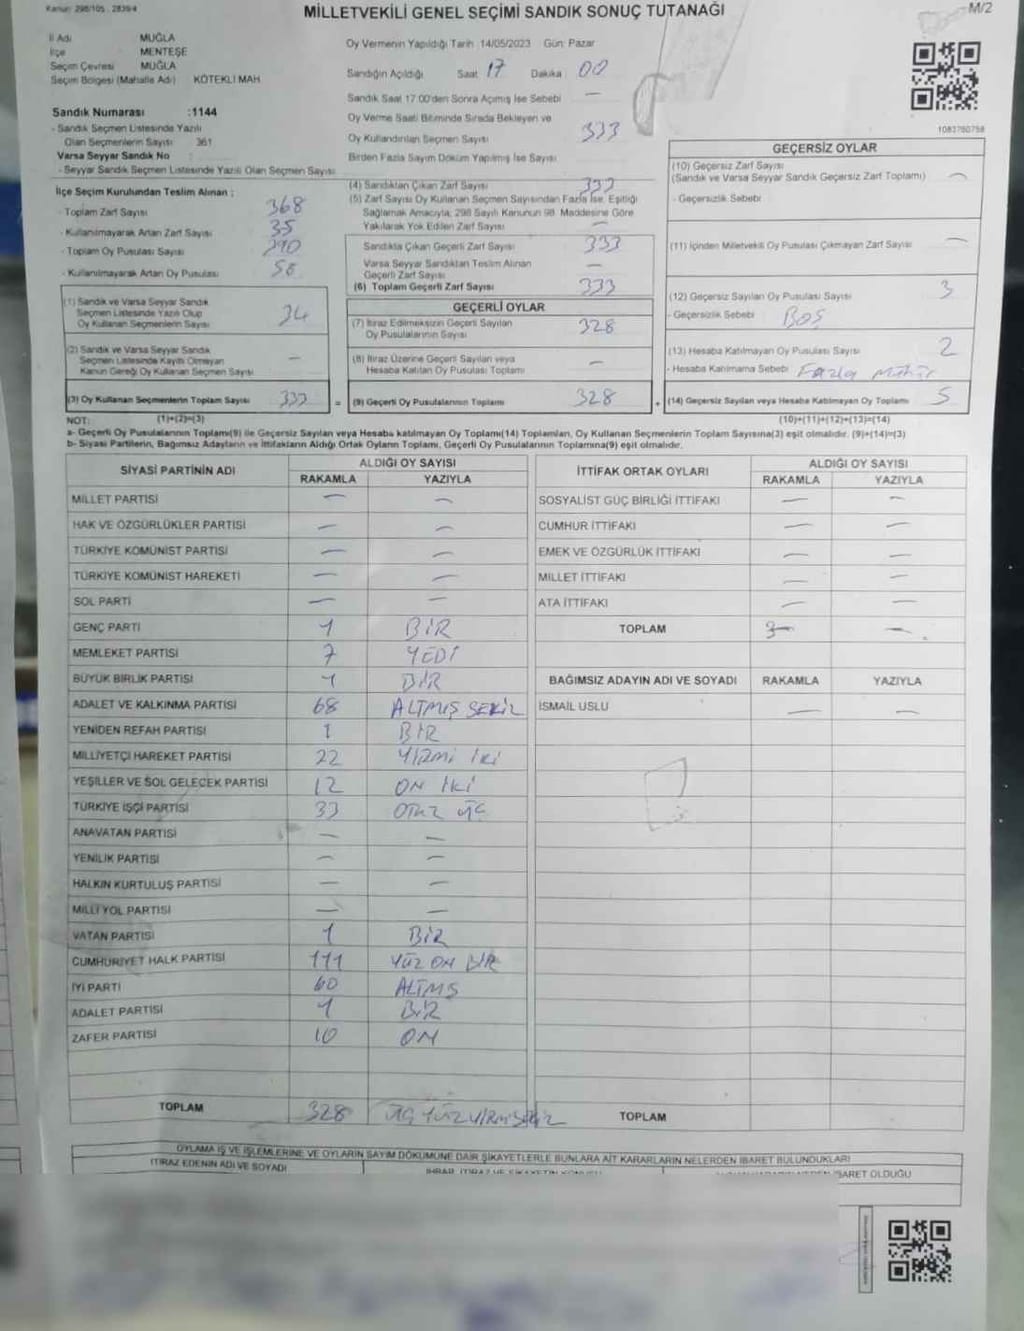 Kanun: 298/105 , 2839/4
MİLLETVEKİLİ GENEL SEÇİMİ SANDIK SONUÇ TUTANAĞI
M/2
İl Adı MUĞLA
İlçe MENTEŞE
Seçim Çevresi MUĞLA
Seçim Bölgesi (Mahalle Adı) KÖTEKLİ MAH.
Sandık Numarası :1144
- Sandık Seçmen Listesinde Yazılı
Olan Seçmenlerin Sayısı 361
Varsa Seyyar Sandık No :
- Seyyar Sandık Seçmen Listesinde Yazılı Olan Seçmen Sayısı
Oy Vermenin Yapıldığı Tarih 14/05/2023 Gün: Pazar
Sandığın Açıldığı Saat 17 Dakika 00
Sandık Saat 17:00'den Sonra Açılmış İse Sebebi —
Oy Verme Saati Bitiminde Sırada Bekleyen ve
Oy Kullandırılan Seçmen Sayısı 333
Birden Fazla Sayım Döküm Yapılmış İse Sayısı
1083760758
İlçe Seçim Kurulundan Teslim Alınan ;
- Toplam Zarf Sayısı 368
- Kullanılmayarak Artan Zarf Sayısı 35
- Toplam Oy Pusulası Sayısı
- Kullanılmayarak Artan Oy Pusulası
(1) Sandık ve Varsa Seyyar Sandık
Seçmen Listesinde Yazılı Olup
Oy Kullanan Seçmenlerin Sayısı
(2) Sandık ve Varsa Seyyar Sandık
Seçmen Listesinde Kayıtlı Olmayan
Kanun Gereği Oy Kullanan Seçmen Sayısı —
(3) Oy Kullanan Seçmenlerin Toplam Sayısı 333 =
(1)+(2)=(3)
(4) Sandıktan Çıkan Zarf Sayısı 333
(5) Zarf Sayısı Oy Kullanan Seçmen Sayısından Fazla İse, Eşitliği
Sağlamak Amacıyla, 298 Sayılı Kanunun 98. Maddesine Göre
Yakılarak Yok Edilen Zarf Sayısı —
Sandıkta Çıkan Geçerli Zarf Sayısı 333
Varsa Seyyar Sandıktan Teslim Alınan
Geçerli Zarf Sayısı —
(6) Toplam Geçerli Zarf Sayısı 333
GEÇERLİ OYLAR
(7) İtiraz Edilmeksizin Geçerli Sayılan
Oy Pusulalarının Sayısı 328
(8) İtiraz Üzerine Geçerli Sayılan veya
Hesaba Katılan Oy Pusulası Toplamı —
(9) Geçerli Oy Pusulalarının Toplamı 328 +
GEÇERSİZ OYLAR
(10) Geçersiz Zarf Sayısı
(Sandık ve Varsa Seyyar Sandık Geçersiz Zarf Toplamı) —
- Geçersizlik Sebebi
(11) İçinden Milletvekili Oy Pusulası Çıkmayan Zarf Sayısı —
(12) Geçersiz Sayılan Oy Pusulası Sayısı 3
- Geçersizlik Sebebi BOŞ
(13) Hesaba Katılmayan Oy Pusulası Sayısı 2
- Hesaba Katılmama Sebebi Fazla Mühür
(14) Geçersiz Sayılan veya Hesaba Katılmayan Oy Toplamı 5
(10)+(11)+(12)+(13)=(14)
NOT:
a- Geçerli Oy Pusulalarının Toplamı(9) ile Geçersiz Sayılan veya Hesaba katılmayan Oy Toplamı(14) Toplamları, Oy Kullanan Seçmenlerin Toplam Sayısına(3) eşit olmalıdır. (9)+(14)=(3)
b- Siyasi Partilerin, Bağımsız Adayların ve İttifakların Aldığı Ortak Oyların Toplamı, Geçerli Oy Pusulalarının Toplamına(9) eşit olmalıdır.
SİYASİ PARTİNİN ADI ALDIĞI OY SAYISI
RAKAMLA YAZIYLA
MİLLET PARTİSİ — —
HAK VE ÖZGÜRLÜKLER PARTİSİ — —
TÜRKİYE KOMÜNİST PARTİSİ — —
TÜRKİYE KOMÜNİST HAREKETİ — —
SOL PARTİ — —
GENÇ PARTİ 1 BİR
MEMLEKET PARTİSİ 7 YEDİ
BÜYÜK BİRLİK PARTİSİ 1 BİR
ADALET VE KALKINMA PARTİSİ 68 ALTMIŞ SEKİZ
YENİDEN REFAH PARTİSİ 1 BİR
MİLLİYETÇİ HAREKET PARTİSİ 22 YİRMİ İKİ
YEŞİLLER VE SOL GELECEK PARTİSİ 12 ON İKİ
TÜRKİYE İŞÇİ PARTİSİ 33 OTUZ ÜÇ
ANAVATAN PARTİSİ — —
YENİLİK PARTİSİ — —
HALKIN KURTULUŞ PARTİSİ — —
MİLLİ YOL PARTİSİ — —
VATAN PARTİSİ 1 BİR
CUMHURİYET HALK PARTİSİ 111 YÜZ ON BİR
İYİ PARTİ 60 ALTMIŞ
ADALET PARTİSİ 1 BİR
ZAFER PARTİSİ 10 ON
TOPLAM 328 ÜÇ YÜZ YİRMİ SEKİZ
İTTİFAK ORTAK OYLARI ALDIĞI OY SAYISI
RAKAMLA YAZIYLA
SOSYALİST GÜÇ BİRLİĞİ İTTİFAKI — —
CUMHUR İTTİFAKI — —
EMEK VE ÖZGÜRLÜK İTTİFAKI — —
MİLLET İTTİFAKI — —
ATA İTTİFAKI — —
TOPLAM — —
BAĞIMSIZ ADAYIN ADI VE SOYADI RAKAMLA YAZIYLA
İSMAİL USLU — —
TOPLAM
OYLAMA İŞ VE İŞLEMLERİNE VE OYLARIN SAYIM DÖKÜMÜNE DAİR ŞİKAYETLERLE BUNLARA AİT KARARLARIN NELERDEN İBARET BULUNDUKLARI
İTİRAZ EDENİN ADI VE SOYADI